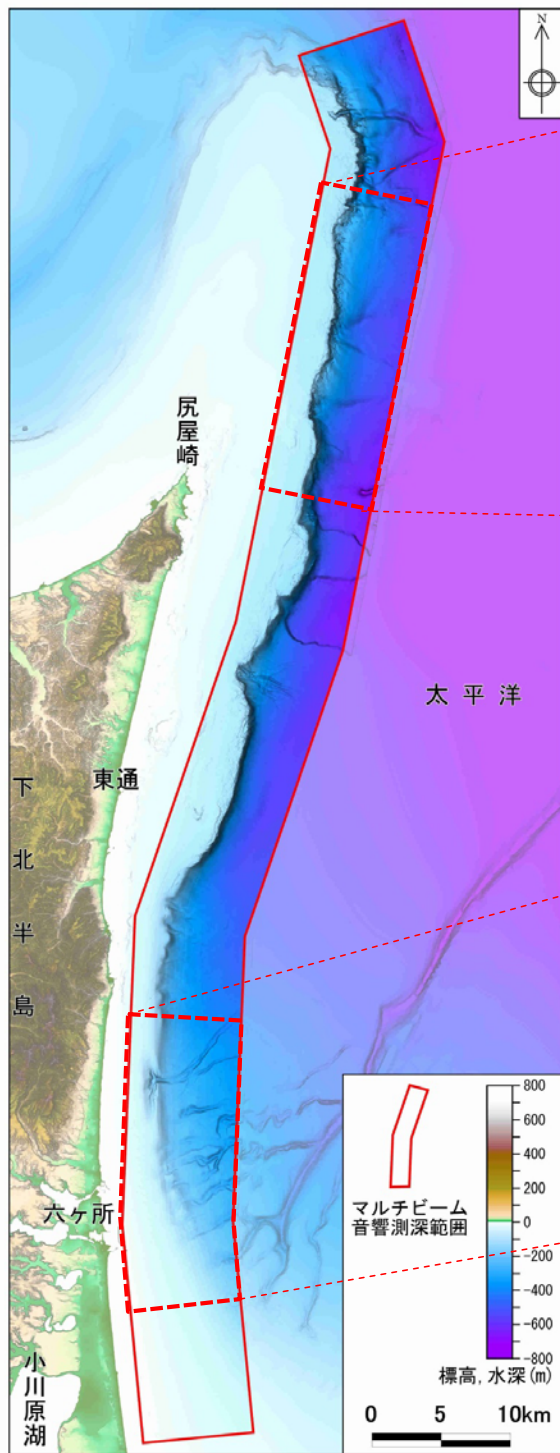 N
尻屋崎
太平洋
東通
下北半島
六ヶ所
小川原湖
マルチビーム
音響測深範囲
800
600
400
200
0
-200
-400
-600
-800
標高, 水深(m)
0 5 10km